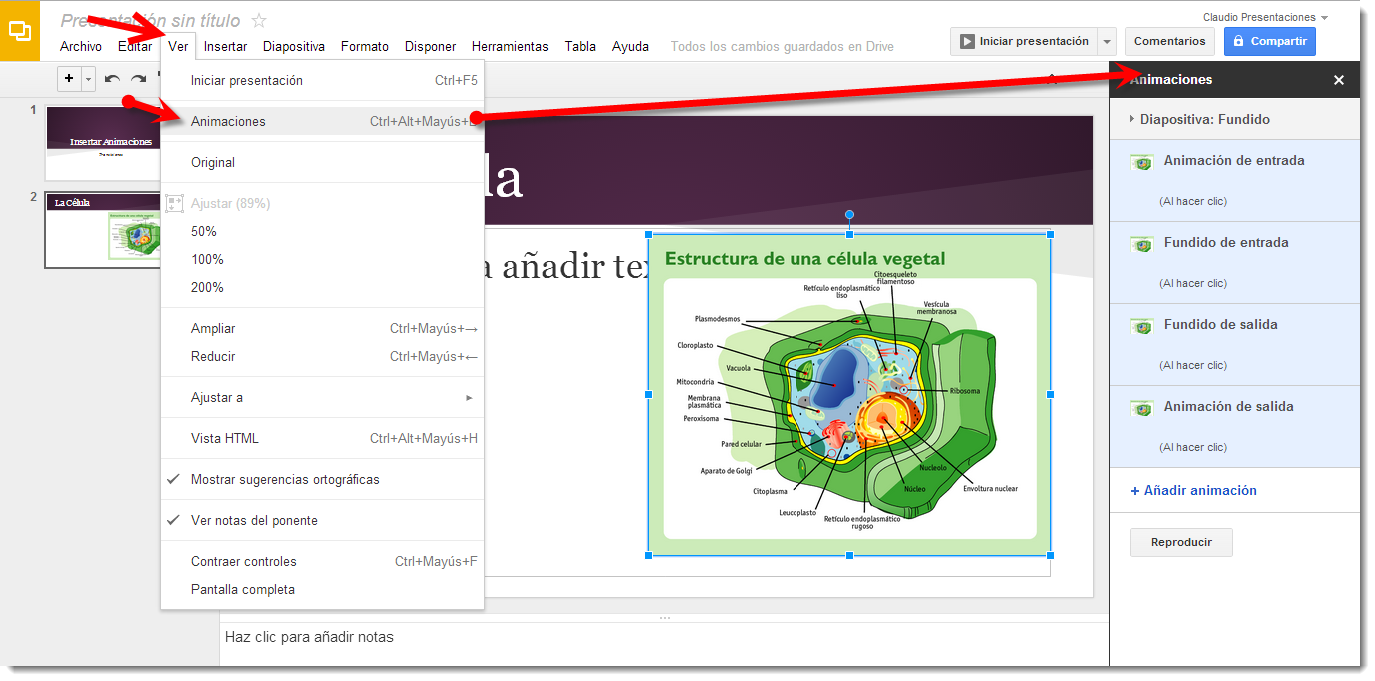 Presentación sin título
Claudio Presentaciones
Archivo Editar Ver Insertar Diapositiva Formato Disponer Herramientas Tabla Ayuda Todos los cambios guardados en Drive
Iniciar presentación
Comentarios
Compartir
1
Insertar Animaciones
2
La Célula
Iniciar presentación Ctrl+F5
Animaciones Ctrl+Alt+Mayús+
Original
Ajustar (89%)
50%
100%
200%
Ampliar Ctrl+Mayús+→
Reducir Ctrl+Mayús+←
Ajustar a
Vista HTML Ctrl+Alt+Mayús+H
Mostrar sugerencias ortográficas
Ver notas del ponente
Contraer controles Ctrl+Mayús+F
Pantalla completa
la
a añadir tex
Estructura de una célula vegetal
Citoesqueleto
filamentoso
Retículo endoplasmático
liso
Vesícula
membranosa
Plasmodesmos
Cloroplasto
Vacuola
Mitocondria
Membrana
plasmática
Peroxisoma
Pared celular
Aparato de Golgi
Citoplasma
Leucoplasto
Retículo endoplasmático
rugoso
Ribosoma
Nucleolo
Núcleo
Envoltura nuclear
Haz clic para añadir notas
Animaciones
Diapositiva: Fundido
Animación de entrada
(Al hacer clic)
Fundido de entrada
(Al hacer clic)
Fundido de salida
(Al hacer clic)
Animación de salida
(Al hacer clic)
+ Añadir animación
Reproducir